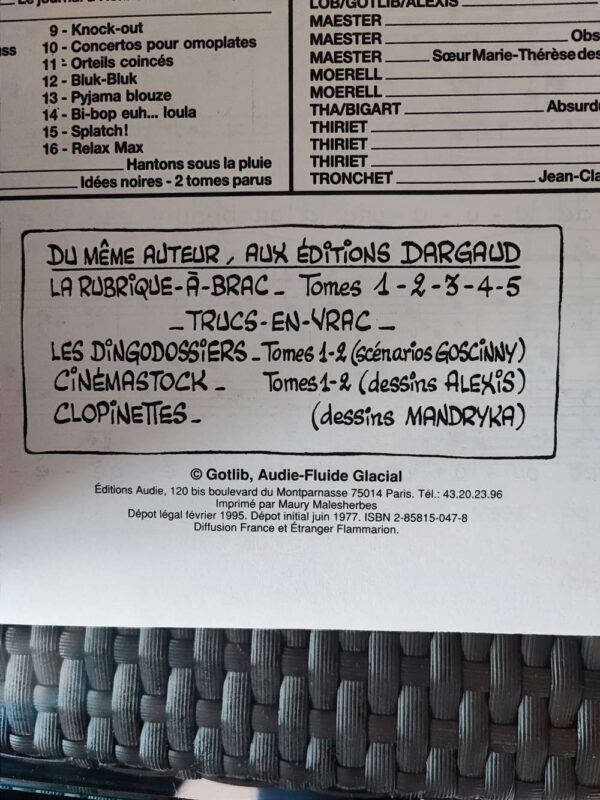 9 - Knock-out
10 - Concertos pour omoplates
11 - Orteils coincés
12 - Bluk-Bluk
13 - Pyjama blouze
14 - Bi-bop euh... loula
15 - Splatch!
16 - Relax Max
Hantons sous la pluie
Idées noires - 2 tomes parus
LOB/GOTLIB/ALEXIS
MAESTER
MAESTER
MAESTER Sœur Marie-Thérèse des
MOERELL
MOERELL
THA/BIGART
THIRIET
THIRIET
THIRIET
TRONCHET
DU MÊME AUTEUR, AUX ÉDITIONS DARGAUD
LA RUBRIQUE-À-BRAC - Tomes 1-2-3-4-5
- TRUCS-EN-VRAC -
LES DINGODOSSIERS - Tomes 1-2 (scénarios GOSCINNY)
CINÉMASTOCK - Tomes 1-2 (dessins ALEXIS)
CLOPINETTES - (dessins MANDRYKA)
© Gotlib, Audie-Fluide Glacial
Éditions Audie, 120 bis boulevard du Montparnasse 75014 Paris. Tél.: 43.20.23.96
Imprimé par Maury Malesherbes
Dépot légal février 1995. Dépot initial juin 1977. ISBN 2-85815-047-8
Diffusion France et Étranger Flammarion.